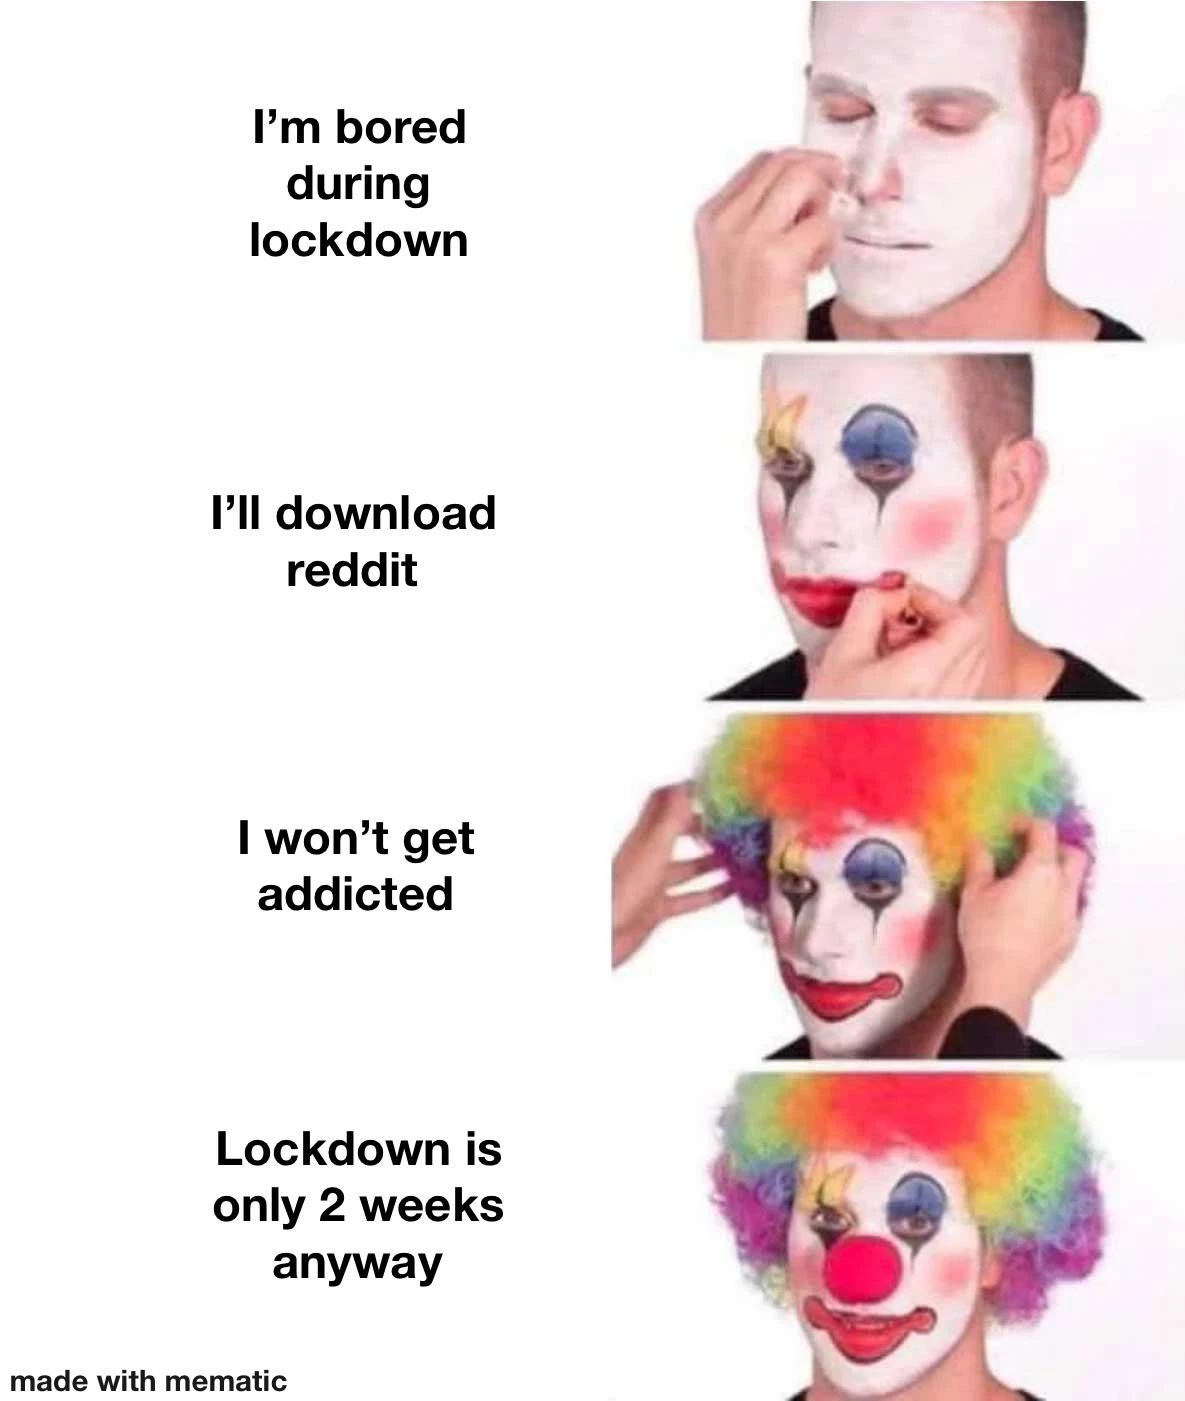 I’m bored
during
lockdown
I’ll download
reddit
I won’t get
addicted
Lockdown is
only 2 weeks
anyway
made with mematic